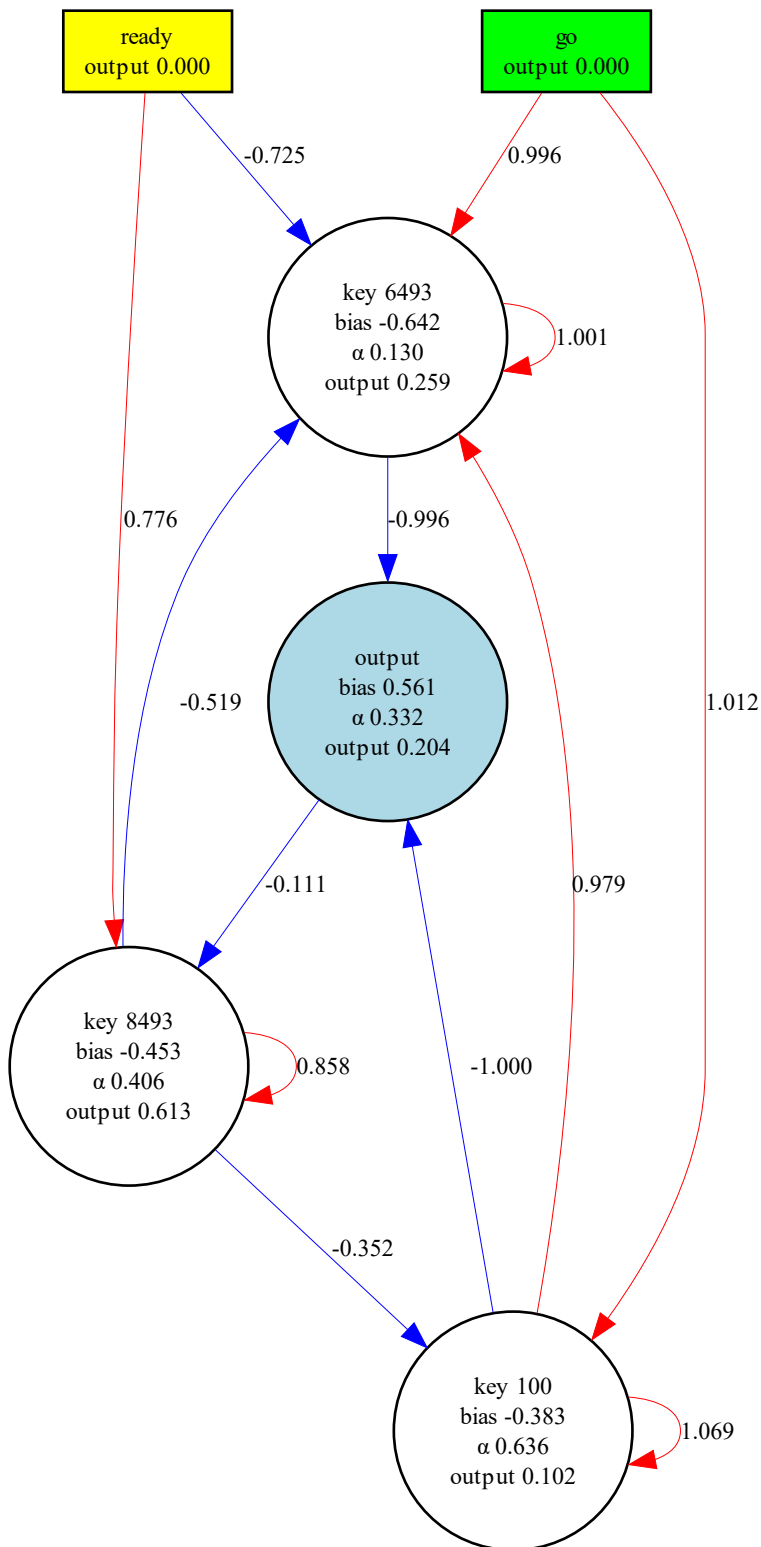 ready
output 0.000
go
output 0.000
-0.725
0.996
key 6493
bias -0.642
α 0.130
output 0.259
1.001
0.776
-0.996
output
bias 0.561
α 0.332
output 0.204
-0.519
1.012
-0.111
0.979
key 8493
bias -0.453
α 0.406
output 0.613
0.858
-1.000
-0.352
key 100
bias -0.383
α 0.636
output 0.102
1.069